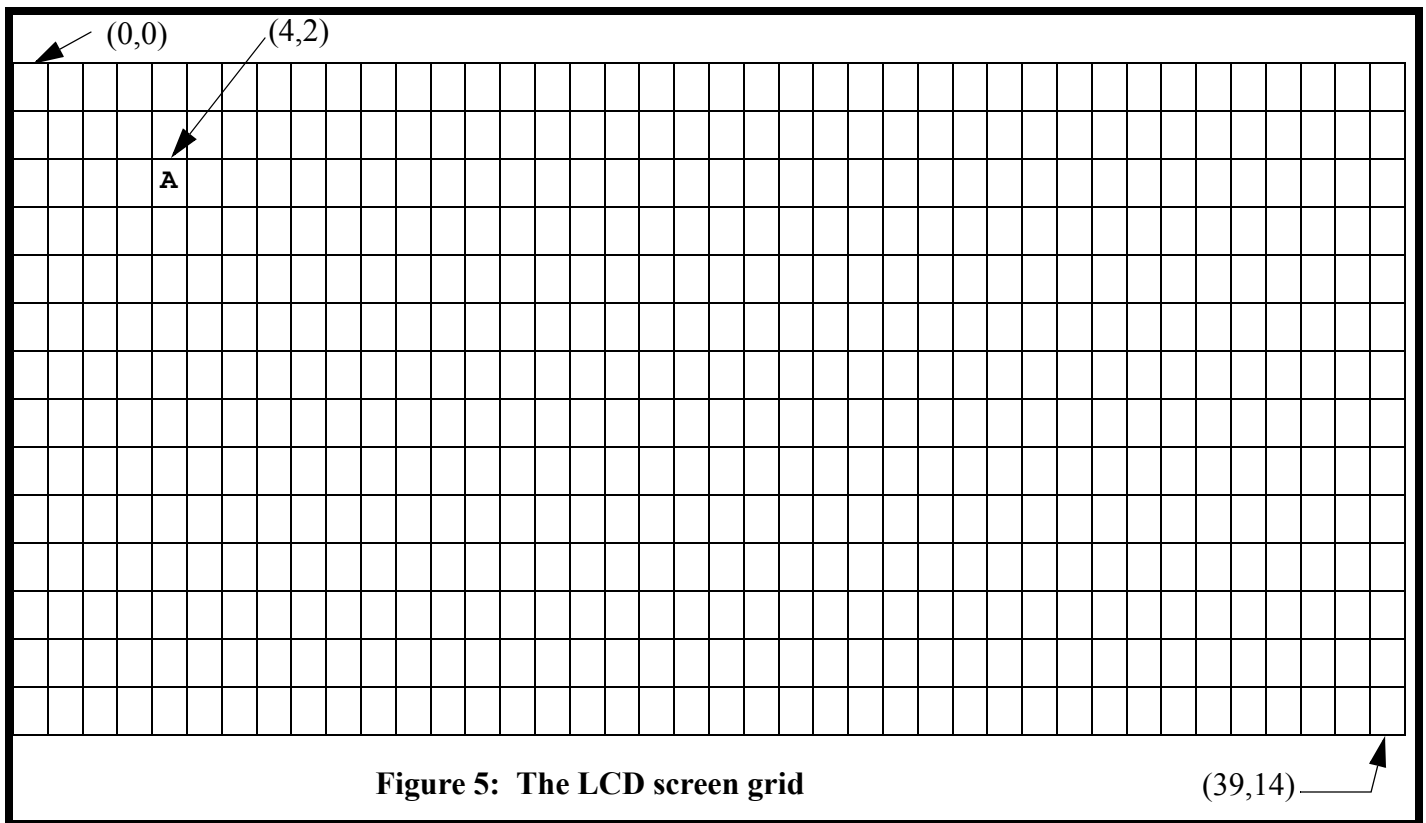 (0,0) (4,2)
A
Figure 5: The LCD screen grid
(39,14)